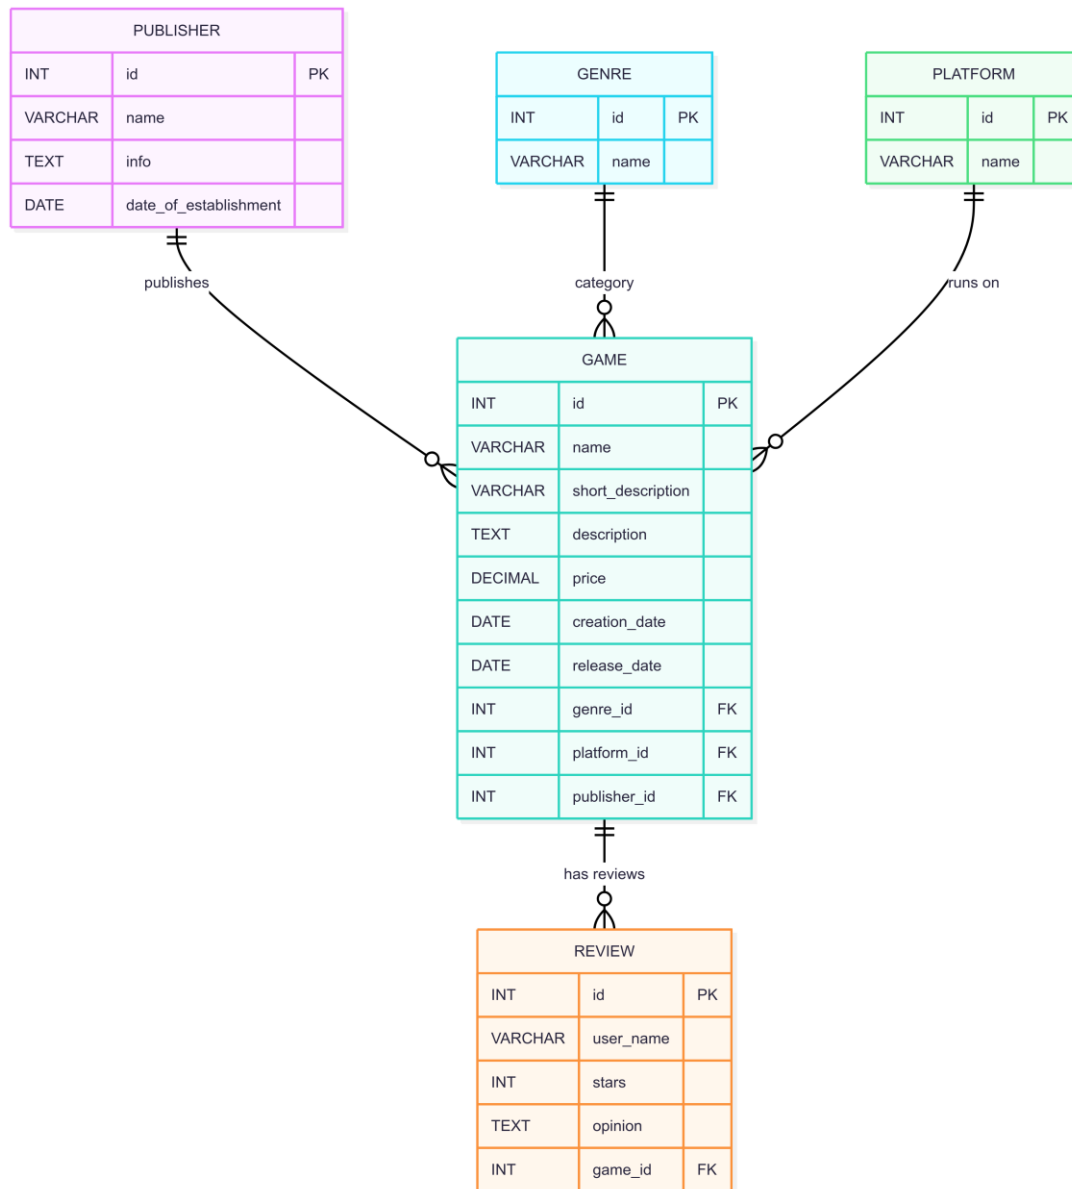 PUBLISHER
INT id PK
VARCHAR name
TEXT info
DATE date_of_establishment
GENRE
INT id PK
VARCHAR name
PLATFORM
INT id PK
VARCHAR name
publishes
category
runs on
GAME
INT id PK
VARCHAR name
VARCHAR short_description
TEXT description
DECIMAL price
DATE creation_date
DATE release_date
INT genre_id FK
INT platform_id FK
INT publisher_id FK
has reviews
REVIEW
INT id PK
VARCHAR user_name
INT stars
TEXT opinion
INT game_id FK